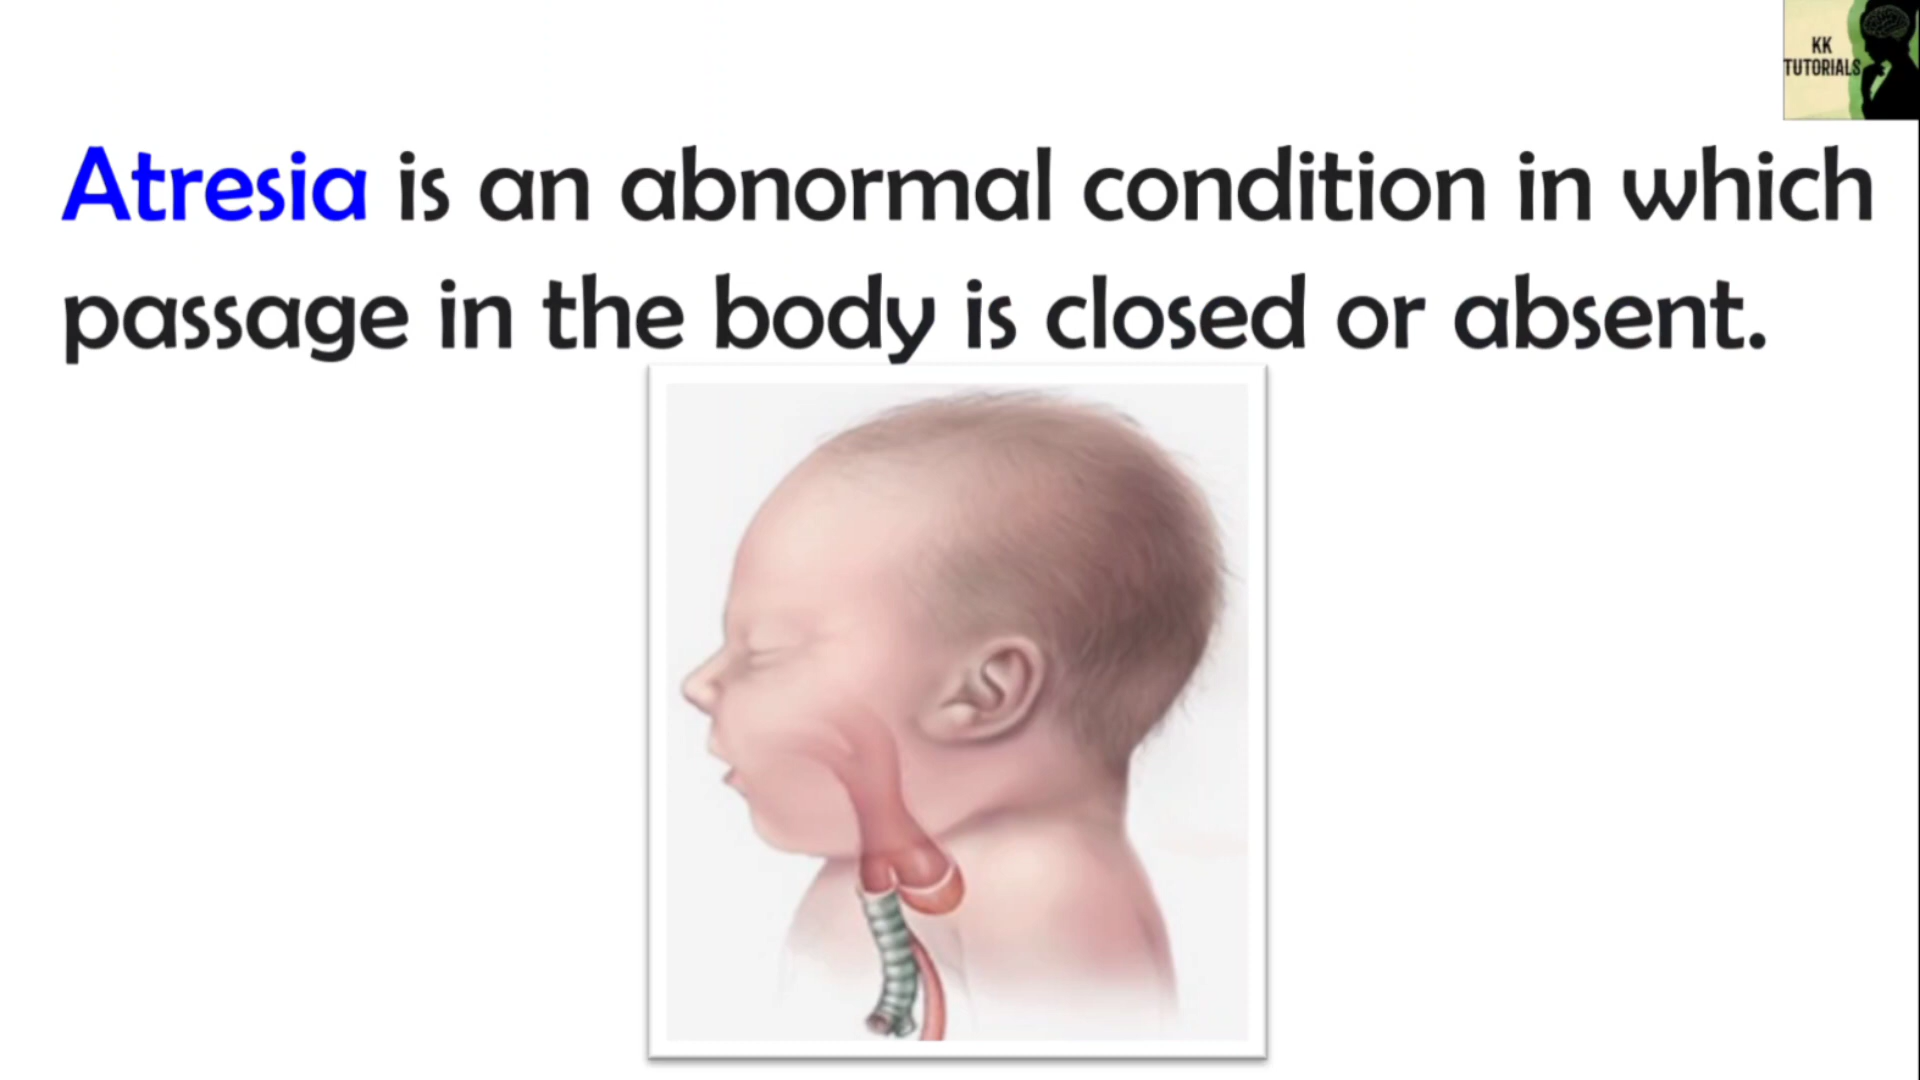 KK
TUTORIALS
Atresia is an abnormal condition in which
passage in the body is closed or absent.